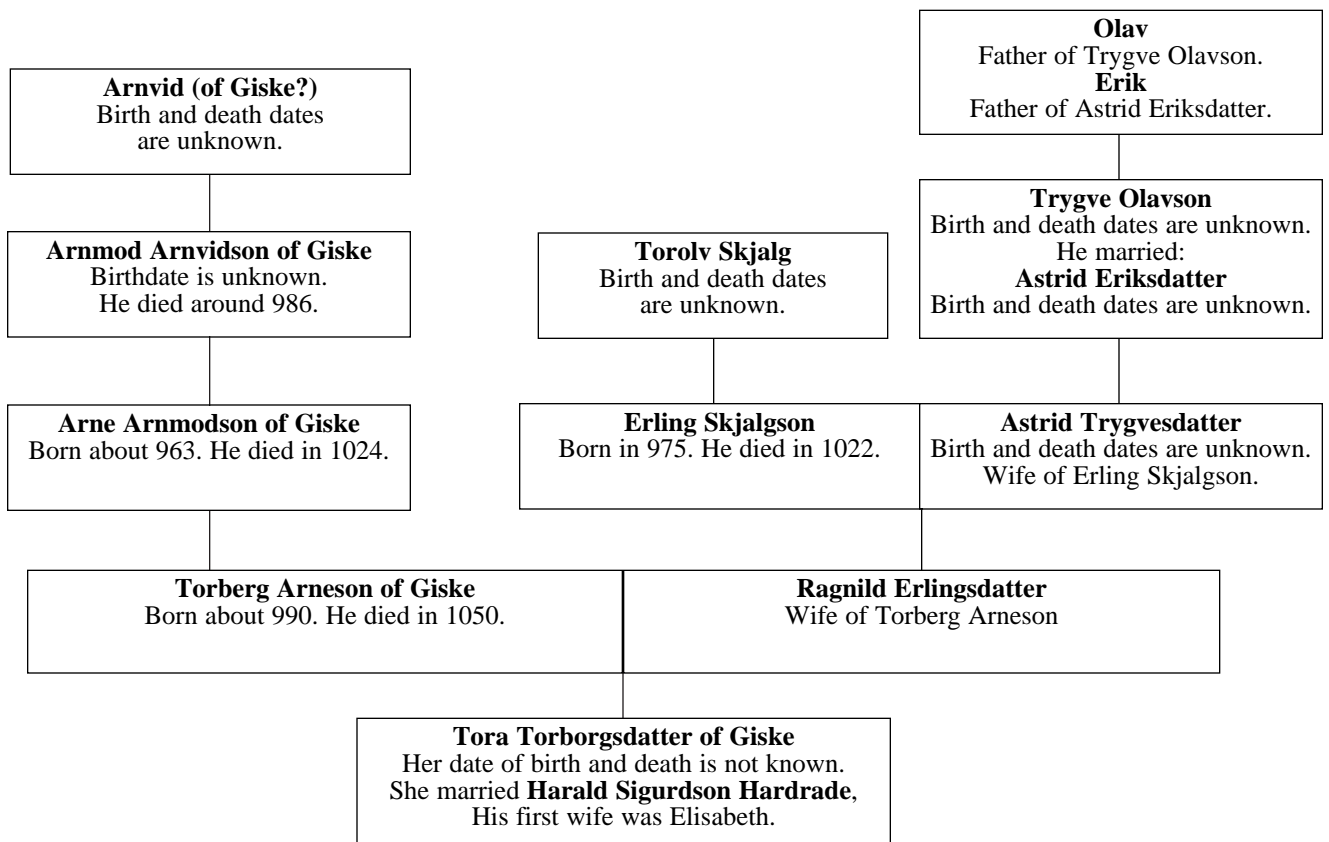 Olav
Father of Trygve Olavson.
Erik
Father of Astrid Eriksdatter.
Arnvid (of Giske?)
Birth and death dates
are unknown.
Trygve Olavson
Birth and death dates are unknown.
He married:
Astrid Eriksdatter
Birth and death dates are unknown.
Arnmod Arnvidson of Giske
Birthdate is unknown.
He died around 986.
Torolv Skjalg
Birth and death dates
are unknown.
Arne Arnmodson of Giske
Born about 963. He died in 1024.
Erling Skjalgson
Born in 975. He died in 1022.
Astrid Trygvesdatter
Birth and death dates are unknown.
Wife of Erling Skjalgson.
Torberg Arneson of Giske
Born about 990. He died in 1050.
Ragnild Erlingsdatter
Wife of Torberg Arneson
Tora Torborgsdatter of Giske
Her date of birth and death is not known.
She married Harald Sigurdson Hardrade,
His first wife was Elisabeth.